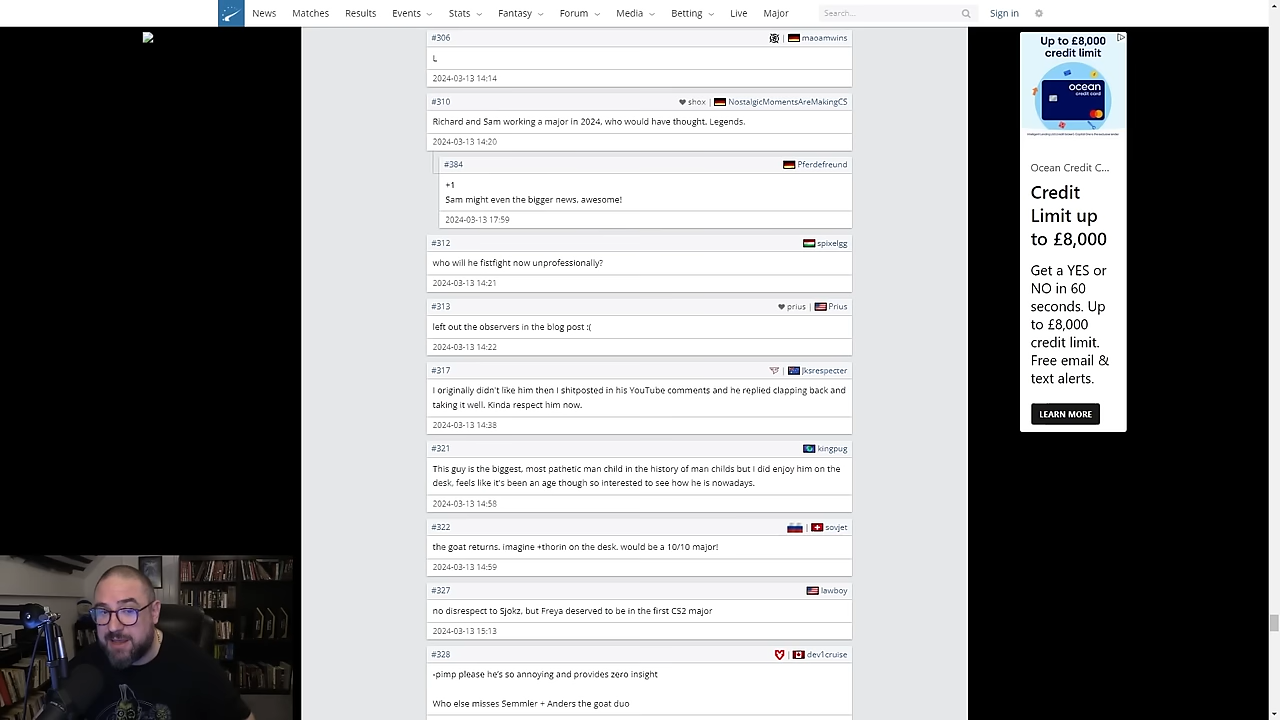 News Matches Results Events Stats Fantasy Forum Media Betting Live Major Search... Sign in
#306 maoamwins
L
2024-03-13 14:14
#310 shox | NostalgicMomentsAreMakingCS
Richard and Sam working a major in 2024, who would have thought. Legends.
2024-03-13 14:20
#384 Pferdefreund
+1
Sam might even the bigger news, awesome!
2024-03-13 17:59
#312 spixelgg
who will he fistfight now unprofessionally?
2024-03-13 14:21
#313 prius | Prius
left out the observers in the blog post :(
2024-03-13 14:22
#317 | Jksrespecter
I originally didn't like him then I shitposted in his YouTube comments and he replied clapping back and
taking it well. Kinda respect him now.
2024-03-13 14:38
#321 kingpug
This guy is the biggest, most pathetic man child in the history of man childs but I did enjoy him on the
desk, feels like it's been an age though so interested to see how he is nowadays.
2024-03-13 14:58
#322 | sovjet
the goat returns. imagine +thorin on the desk. would be a 10/10 major!
2024-03-13 14:59
#327 lawboy
no disrespect to Sjokz, but Freya deserved to be in the first CS2 major
2024-03-13 15:13
#328 | dev1cruise
-pimp please he's so annoying and provides zero insight
Who else misses Semmler + Anders the goat duo
Up to £8,000
credit limit
ocean
credit card
Ocean Credit C...
Credit
Limit up
to £8,000
Get a YES or
NO in 60
seconds. Up
to £8,000
credit limit.
Free email &
text alerts.
LEARN MORE